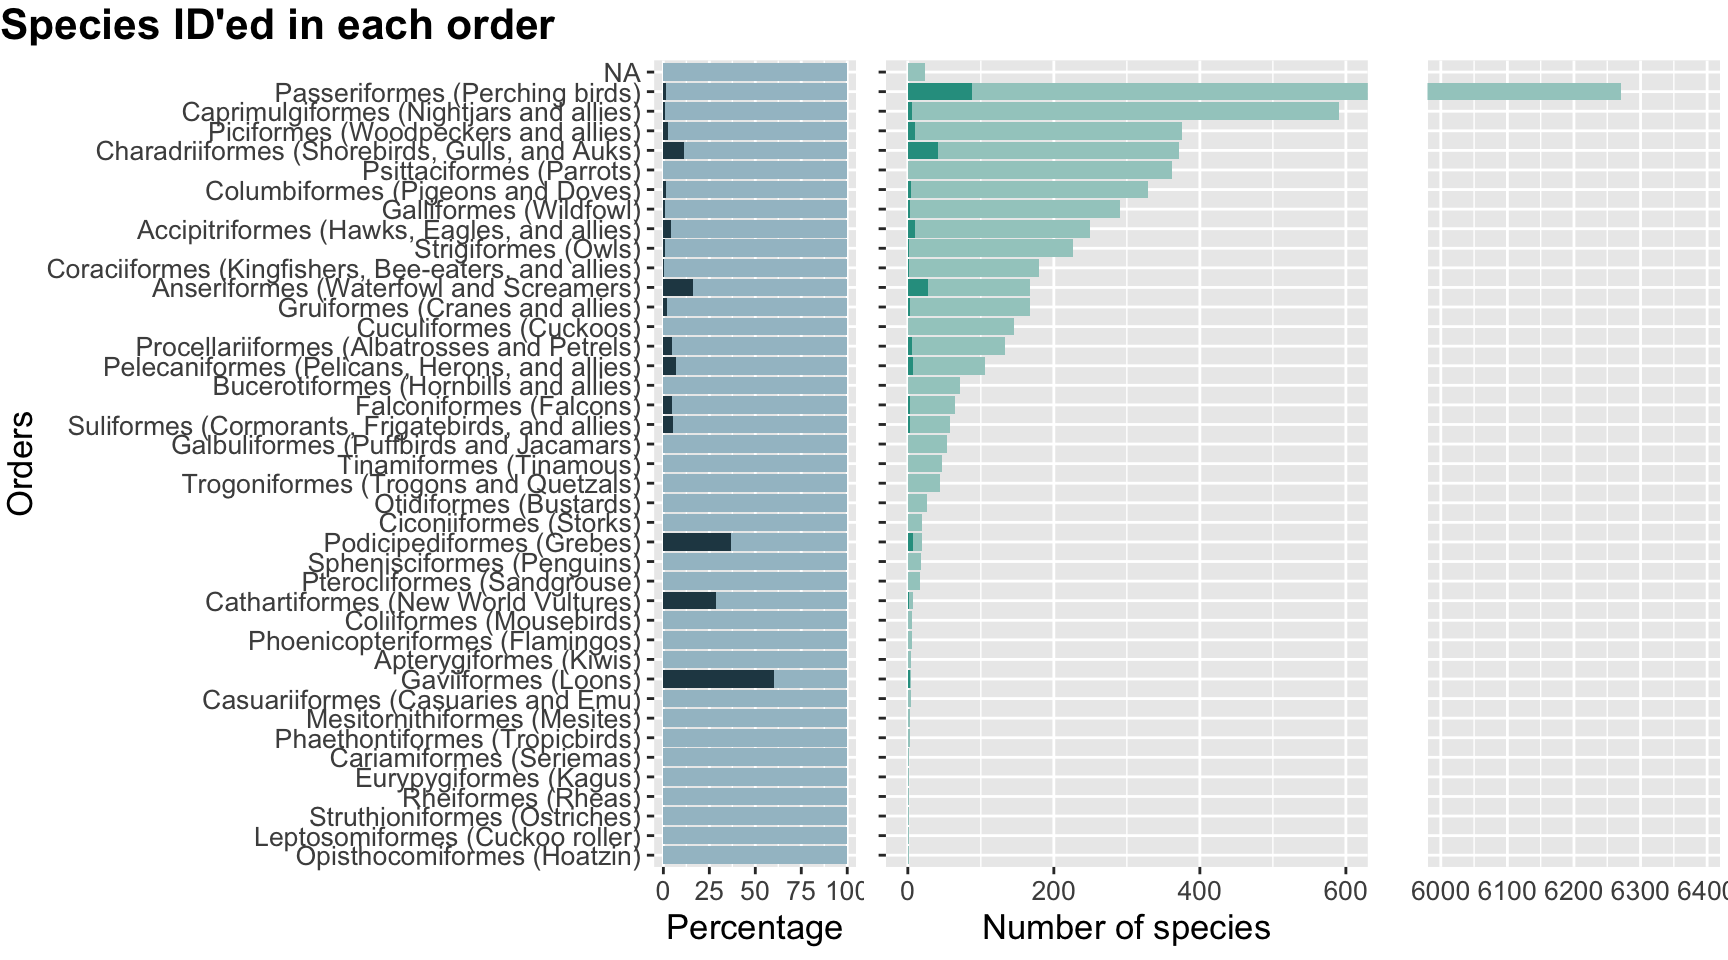 Species ID'ed in each order
NA
Passeriformes (Perching birds)
Caprimulgiformes (Nightjars and allies)
Piciformes (Woodpeckers and allies)
Charadriiformes (Shorebirds, Gulls, and Auks)
Psittaciformes (Parrots)
Columbiformes (Pigeons and Doves)
Galliformes (Wildfowl)
Accipitriformes (Hawks, Eagles, and allies)
Strigiformes (Owls)
Coraciiformes (Kingfishers, Bee-eaters, and allies)
Anseriformes (Waterfowl and Screamers)
Gruiformes (Cranes and allies)
Cuculiformes (Cuckoos)
Procellariiformes (Albatrosses and Petrels)
Pelecaniformes (Pelicans, Herons, and allies)
Bucerotiformes (Hornbills and allies)
Falconiformes (Falcons)
Suliformes (Cormorants, Frigatebirds, and allies)
Galbuliformes (Puffbirds and Jacamars)
Tinamiformes (Tinamous)
Trogoniformes (Trogons and Quetzals)
Otidiformes (Bustards)
Ciconiiformes (Storks)
Podicipediformes (Grebes)
Sphenisciformes (Penguins)
Pterocliformes (Sandgrouse)
Cathartiformes (New World Vultures)
Coliiformes (Mousebirds)
Phoenicopteriformes (Flamingos)
Apterygiformes (Kiwis)
Gaviiformes (Loons)
Casuariiformes (Casuaries and Emu)
Mesitornithiformes (Mesites)
Phaethontiformes (Tropicbirds)
Cariamiformes (Seriemas)
Eurypygiformes (Kagus)
Rheiformes (Rheas)
Struthioniformes (Ostriches)
Leptosomiformes (Cuckoo roller)
Opisthocomiformes (Hoatzin)
Orders
0 25 50 75 100
Percentage
0 200 400 600
Number of species
6000 6100 6200 6300 6400